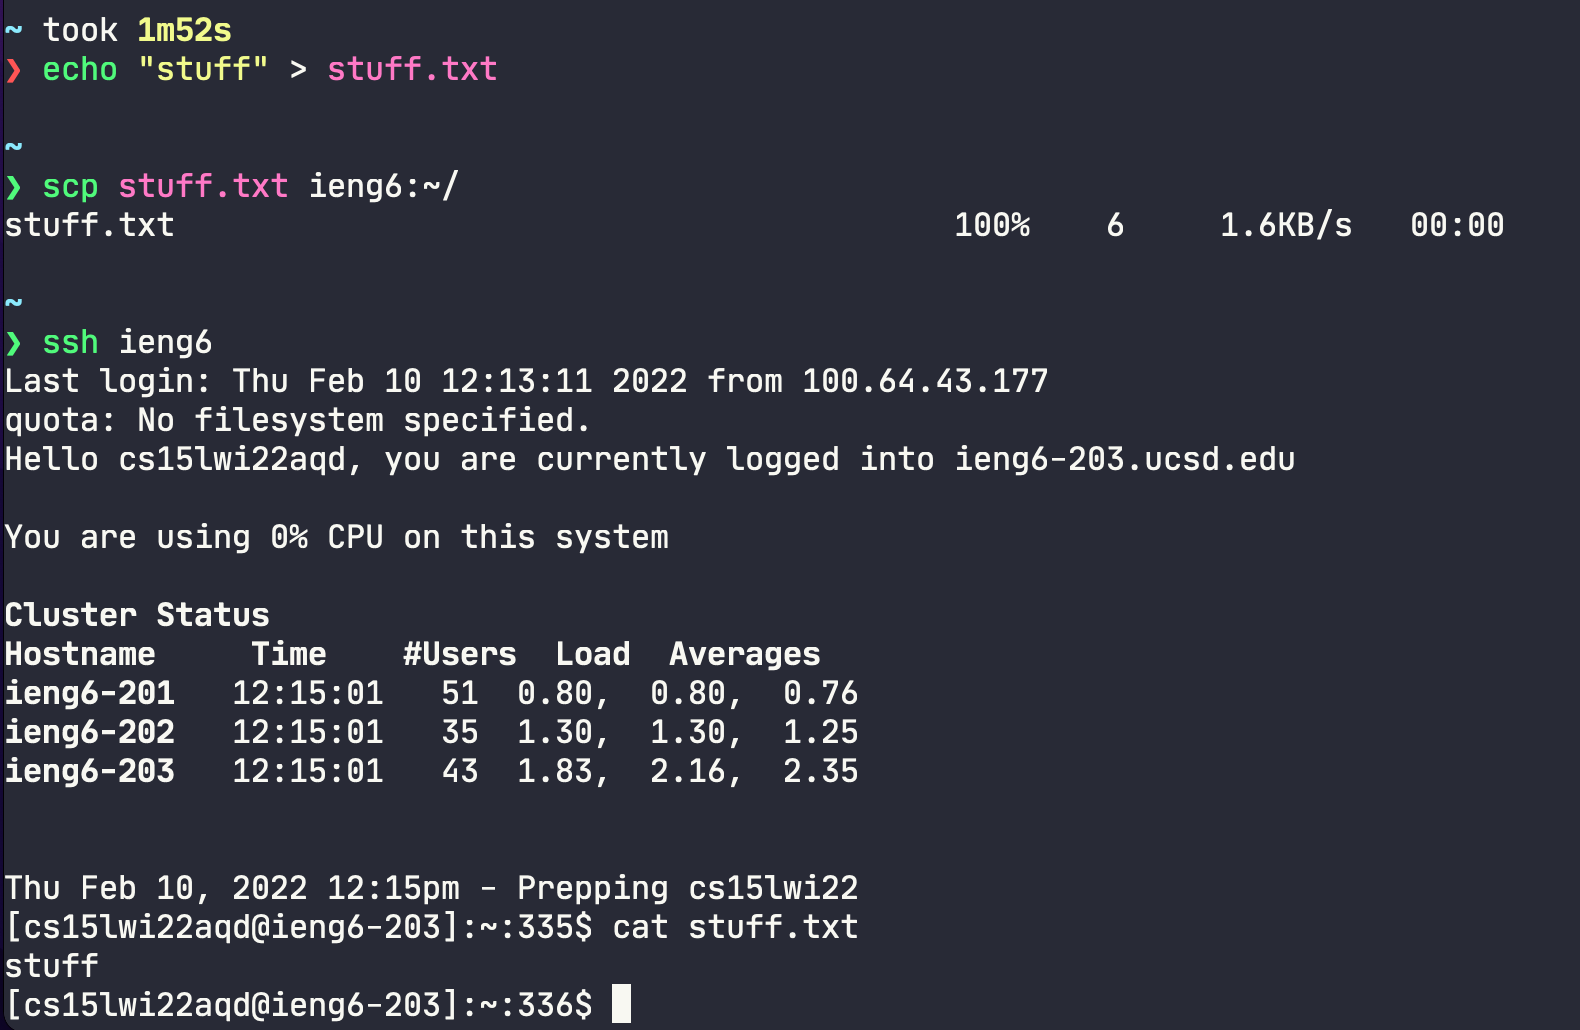 ~ took 1m52s
❯ echo "stuff" > stuff.txt
~
❯ scp stuff.txt ieng6:~/
stuff.txt 100% 6 1.6KB/s 00:00
~
❯ ssh ieng6
Last login: Thu Feb 10 12:13:11 2022 from 100.64.43.177
quota: No filesystem specified.
Hello cs15lwi22aqd, you are currently logged into ieng6-203.ucsd.edu
You are using 0% CPU on this system
Cluster Status
Hostname Time #Users Load Averages
ieng6-201 12:15:01 51 0.80, 0.80, 0.76
ieng6-202 12:15:01 35 1.30, 1.30, 1.25
ieng6-203 12:15:01 43 1.83, 2.16, 2.35
Thu Feb 10, 2022 12:15pm - Prepping cs15lwi22
[cs15lwi22aqd@ieng6-203]:~:335$ cat stuff.txt
stuff
[cs15lwi22aqd@ieng6-203]:~:336$